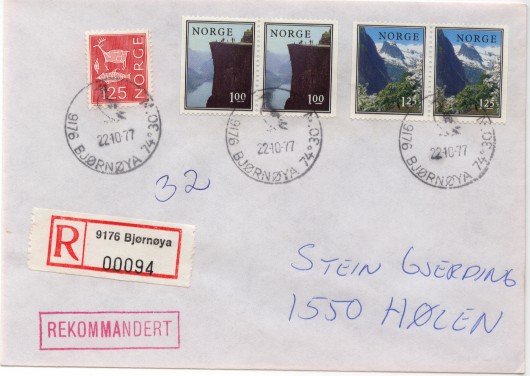 NORGE
125
NORGE
1.00
NORGE
1.00
NORGE
1.25
NORGE
1.25
9176 BJØRNØYA 74°30'
22-10-77
9176 BJØRNØYA 74°30'
22-10-77
9176 BJØRNØYA 74°30'
22-10-77
32
R
9176 Bjørnøya
00094
STEIN GJERDING
1550 HØLEN
REKOMMANDERT